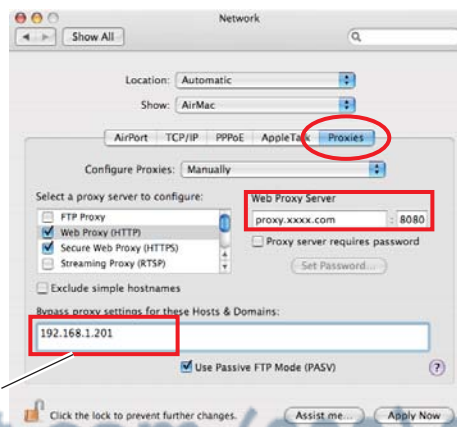 Network
Show All
Location: Automatic
Show: AirMac
AirPort TCP/IP PPPoE AppleTalk Proxies
Configure Proxies: Manually
Select a proxy server to configure:
FTP Proxy
Web Proxy (HTTP)
Secure Web Proxy (HTTPS)
Streaming Proxy (RTSP)
Web Proxy Server
proxy.xxxx.com : 8080
Proxy server requires password
Set Password...
Exclude simple hostnames
Bypass proxy settings for these Hosts & Domains:
192.168.1.201
Use Passive FTP Mode (PASV) ?
Click the lock to prevent further changes. Assist me... Apply Now